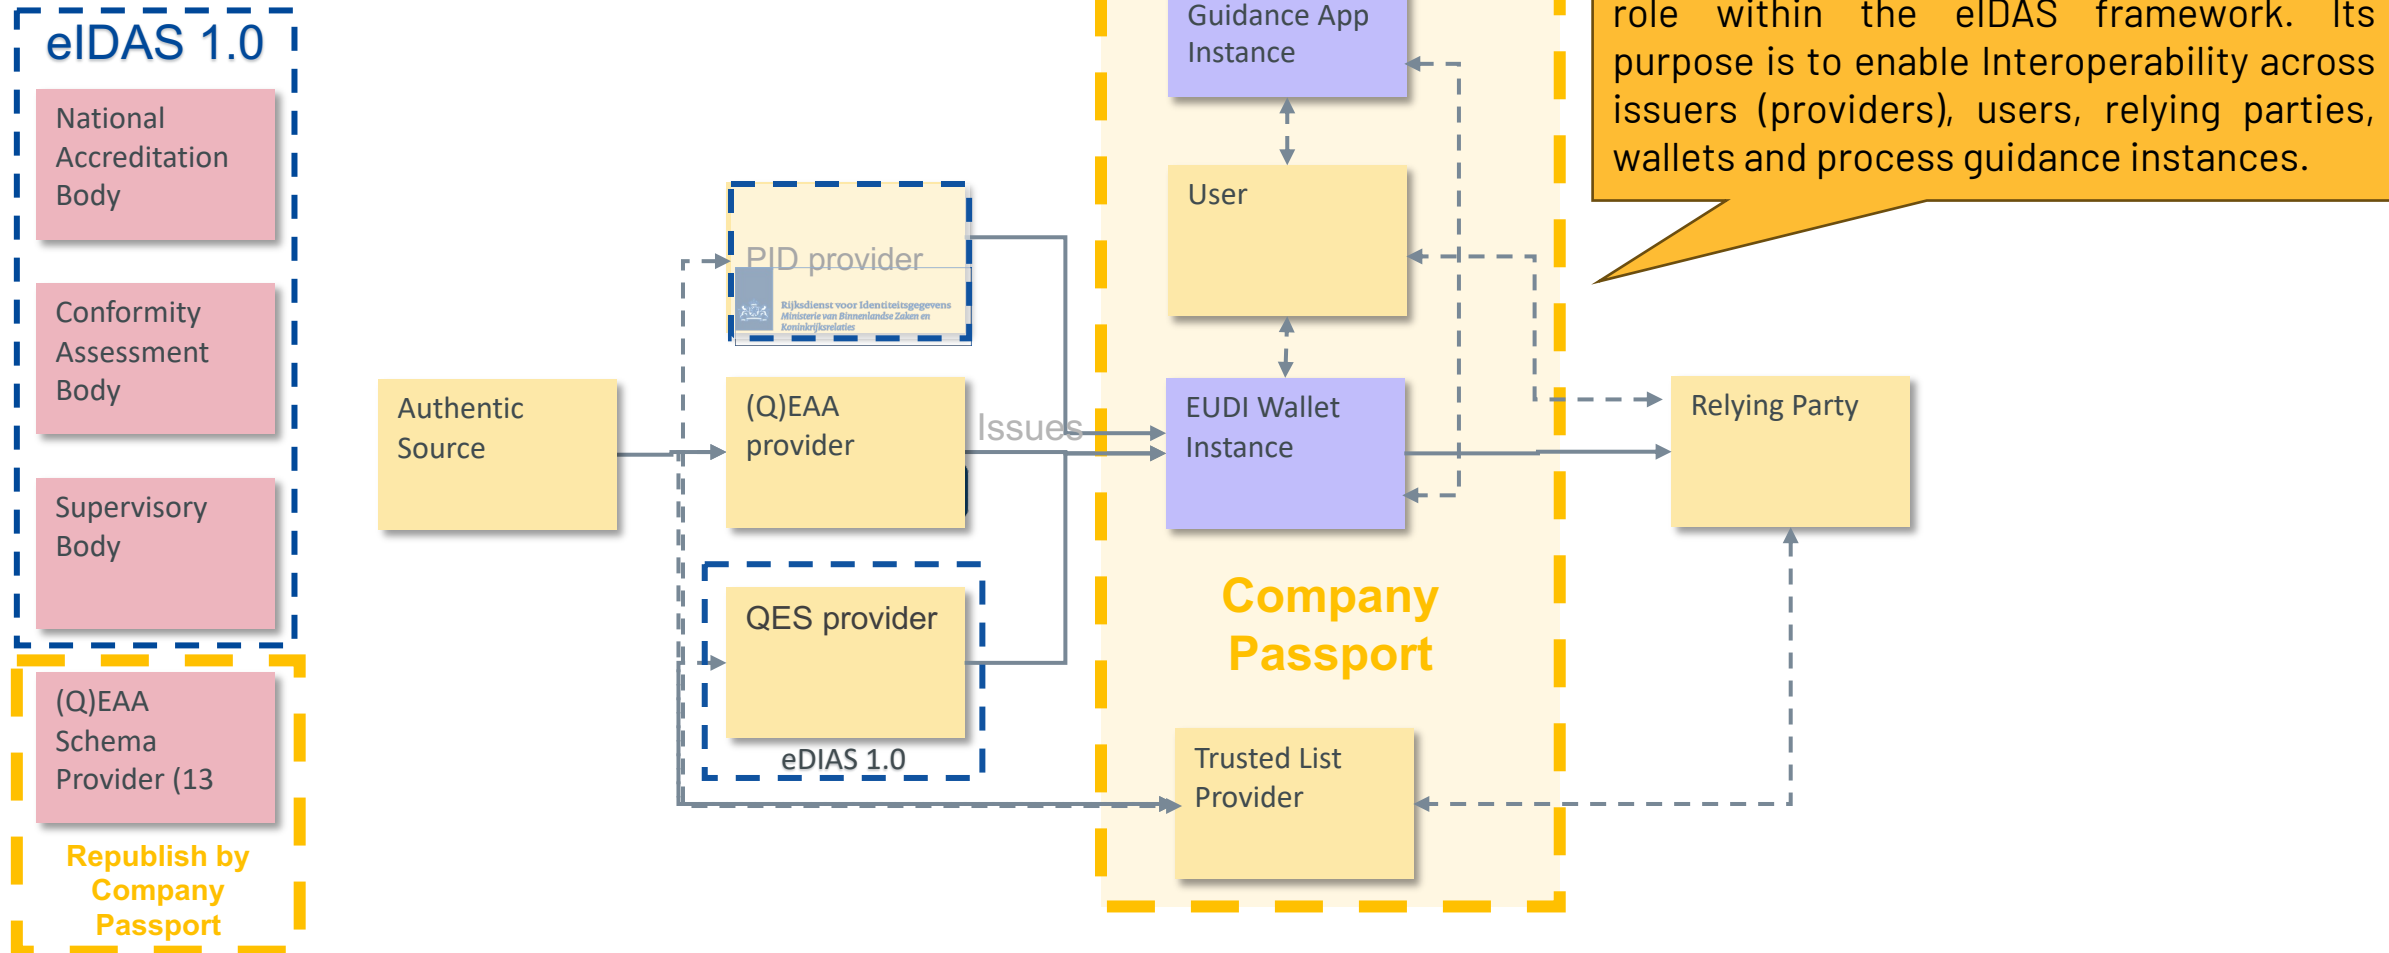 eIDAS 1.0
National
Accreditation
Body
Conformity
Assessment
Body
Supervisory
Body
(Q)EAA
Schema
Provider (13
Republish by
Company
Passport
Authentic
Source
PID provider
Rijksdienst voor Identiteitsgegevens
Ministerie van Binnenlandse Zaken en
Koninkrijksrelaties
(Q)EAA
provider
Issues
QES provider
eDIAS 1.0
Guidance App
Instance
User
EUDI Wallet
Instance
Company
Passport
Trusted List
Provider
role within the eIDAS framework. Its
purpose is to enable Interoperability across
issuers (providers), users, relying parties,
wallets and process guidance instances.
Relying Party